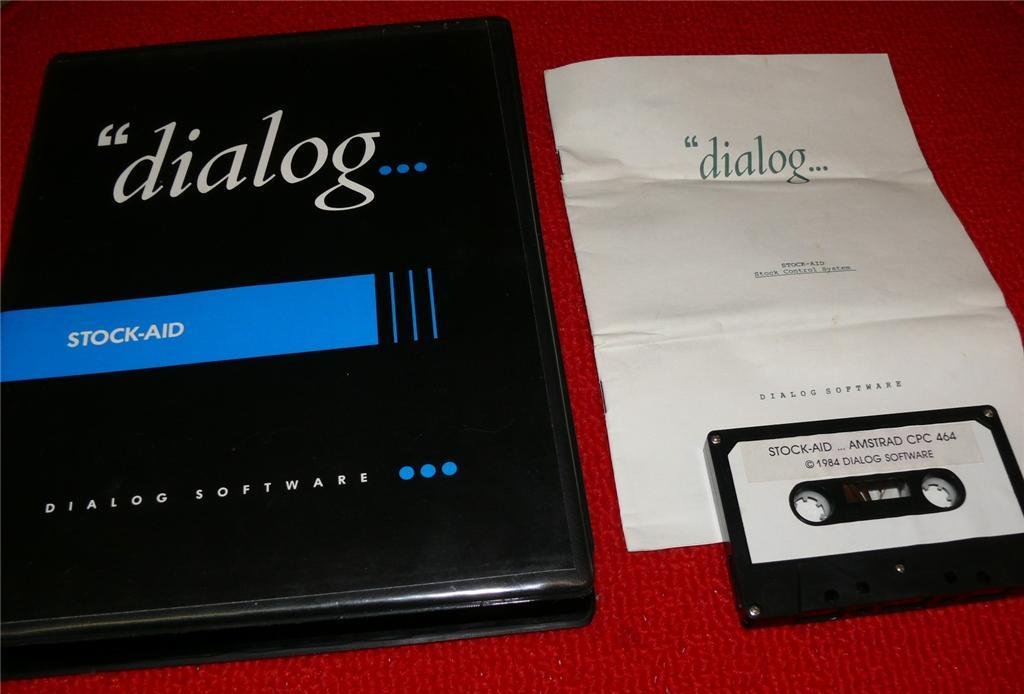 “dialog...
STOCK-AID
DIALOG SOFTWARE ...
“dialog...
STOCK-AID
Stock Control System
DIALOG SOFTWARE
STOCK-AID ... AMSTRAD CPC 464
© 1984 DIALOG SOFTWARE